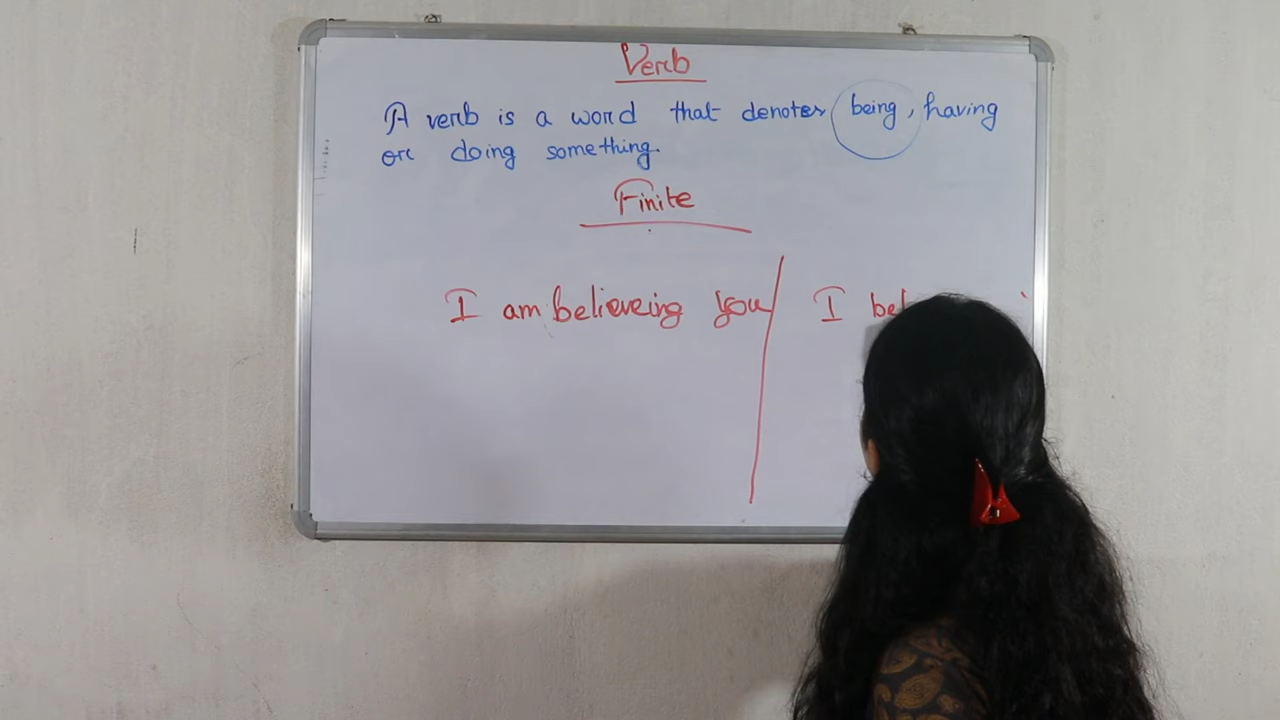 Verb
A verb is a word that denotes being, having
or doing something.
Finite
I am believeing you I